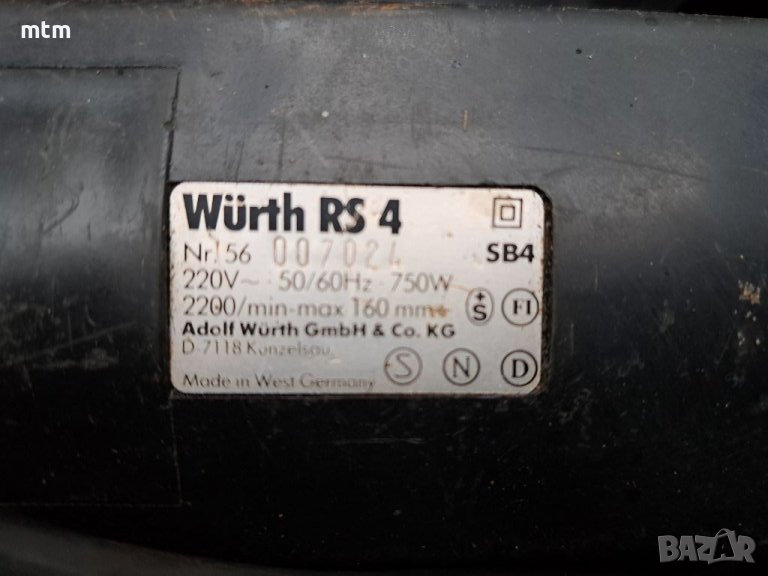 mtm
Würth RS 4
Nr. 56 007024 SB4
220V~ 50/60Hz 750W
2200/min-max 160 mm⌀
+S FI
Adolf Würth GmbH & Co. KG
D-7118 Künzelsau
S N D
Made in West Germany
BAZAR